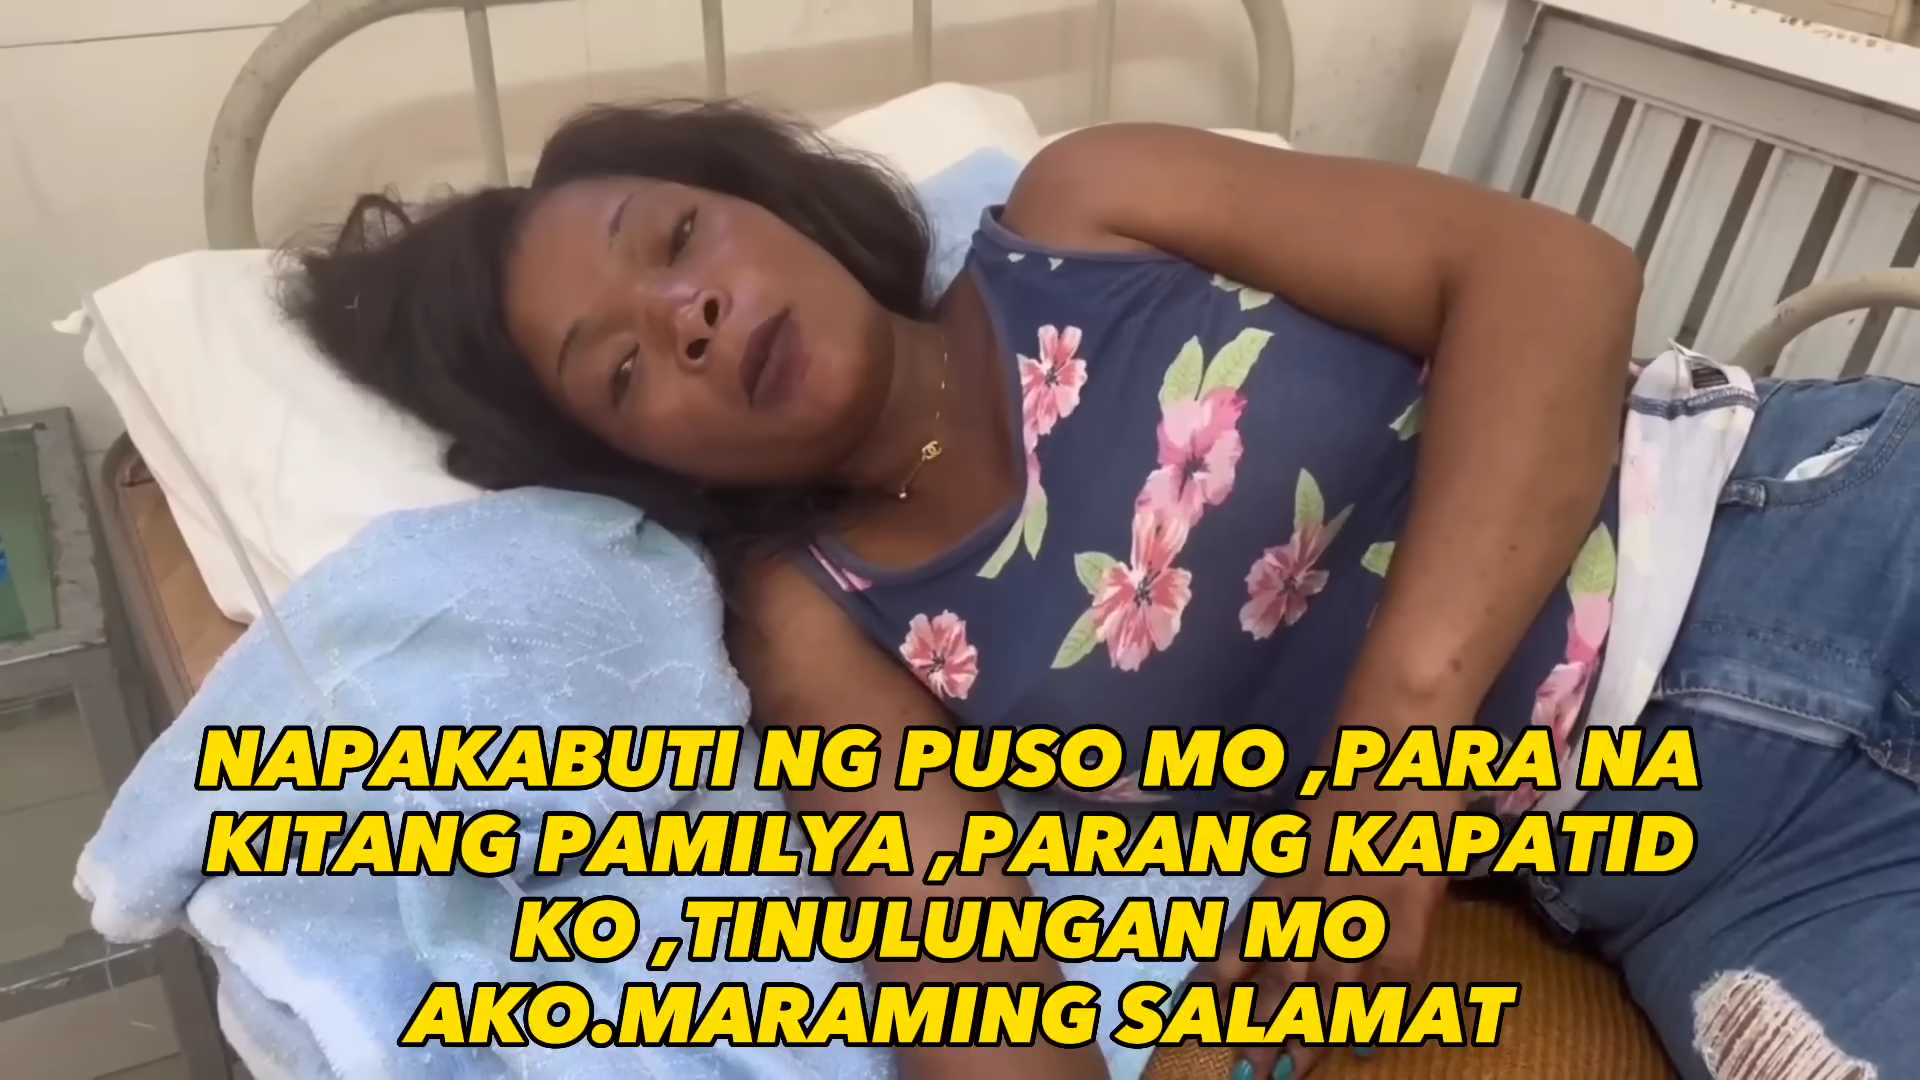 NAPAKABUTI NG PUSO MO ,PARA NA
KITANG PAMILYA ,PARANG KAPATID
KO ,TINULUNGAN MO
AKO.MARAMING SALAMAT